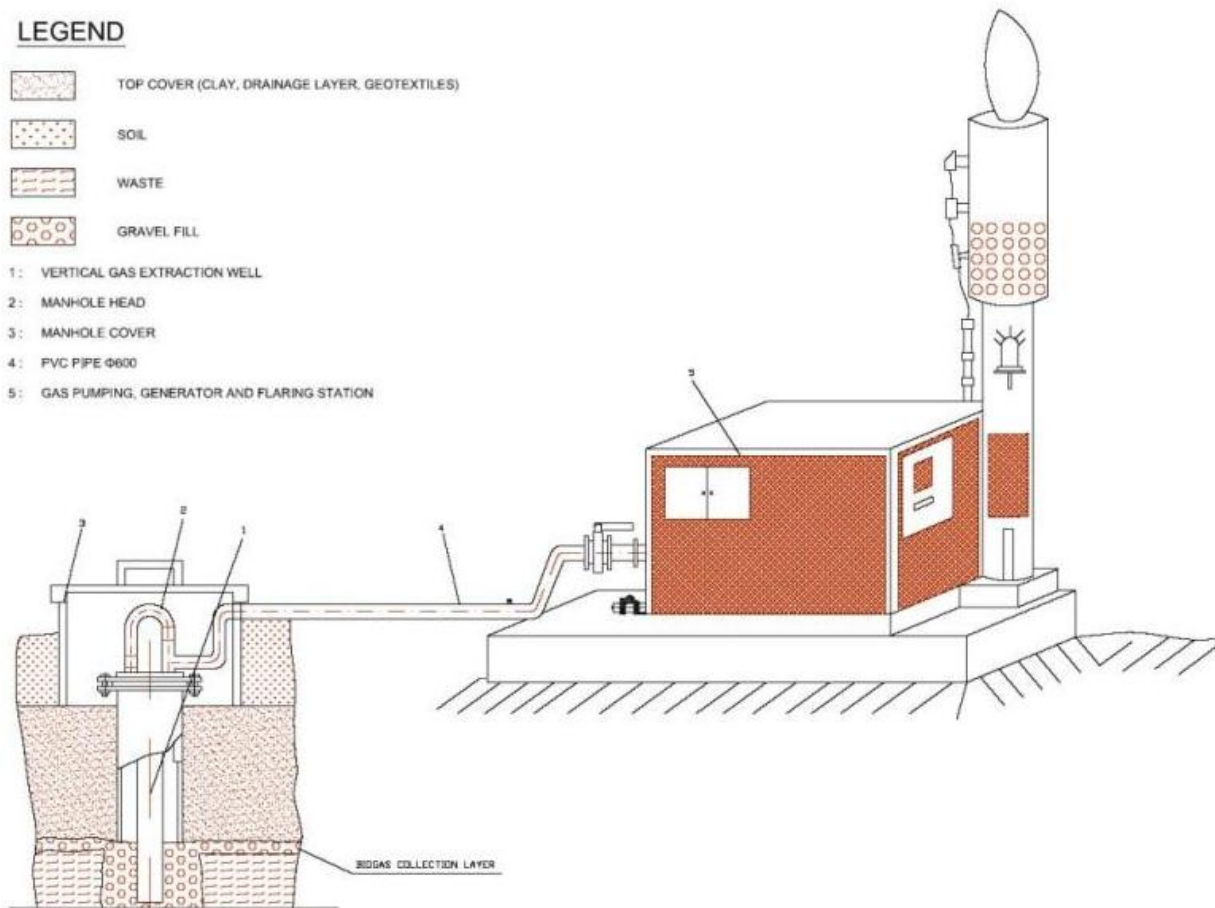 LEGEND
TOP COVER (CLAY, DRAINAGE LAYER, GEOTEXTILES)
SOIL
WASTE
GRAVEL FILL
1: VERTICAL GAS EXTRACTION WELL
2: MANHOLE HEAD
3: MANHOLE COVER
4: PVC PIPE Φ600
5: GAS PUMPING, GENERATOR AND FLARING STATION
5
3
2
1
4
BIOGAS COLLECTION LAYER